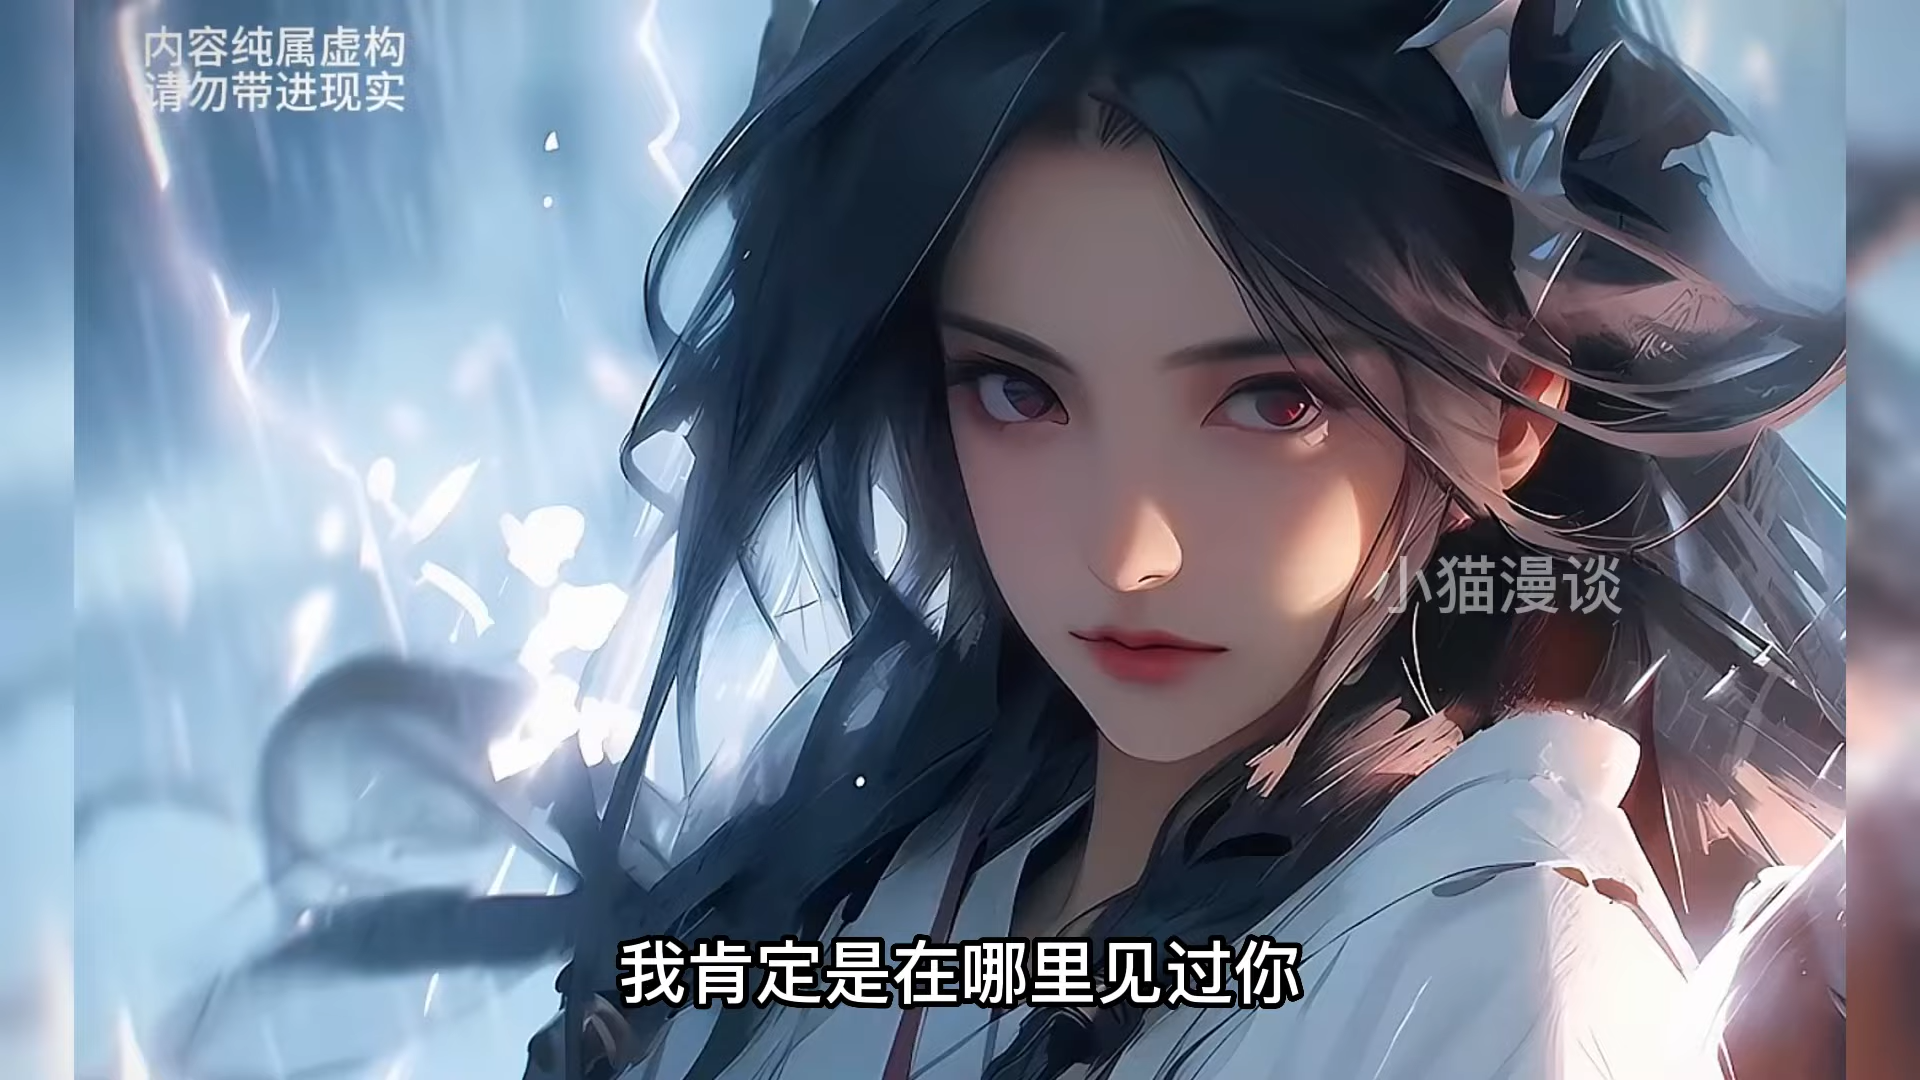 内容纯属虚构
请勿带进现实
小猫漫谈
我肯定是在哪里见过你